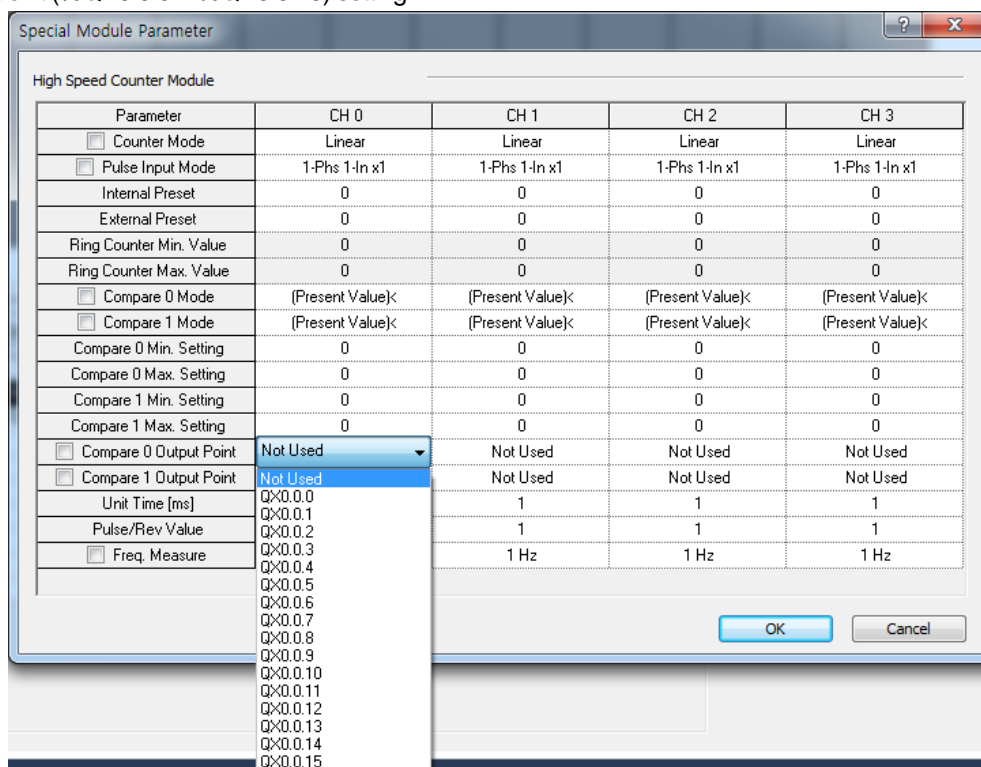 Special Module Parameter
High Speed Counter Module
Parameter CH 0 CH 1 CH 2 CH 3
Counter Mode Linear Linear Linear Linear
Pulse Input Mode 1-Phs 1-In x1 1-Phs 1-In x1 1-Phs 1-In x1 1-Phs 1-In x1
Internal Preset 0 0 0 0
External Preset 0 0 0 0
Ring Counter Min. Value 0 0 0 0
Ring Counter Max. Value 0 0 0 0
Compare 0 Mode (Present Value)< (Present Value)< (Present Value)< (Present Value)<
Compare 1 Mode (Present Value)< (Present Value)< (Present Value)< (Present Value)<
Compare 0 Min. Setting 0 0 0 0
Compare 0 Max. Setting 0 0 0 0
Compare 1 Min. Setting 0 0 0 0
Compare 1 Max. Setting 0 0 0 0
Compare 0 Output Point Not Used Not Used Not Used Not Used
Compare 1 Output Point Not Used Not Used Not Used Not Used
Unit Time [ms] 1 1 1
Pulse/Rev Value 1 1 1
Freq. Measure 1 Hz 1 Hz 1 Hz
QX0.0.0
QX0.0.1
QX0.0.2
QX0.0.3
QX0.0.4
QX0.0.5
QX0.0.6
QX0.0.7
QX0.0.8
QX0.0.9
QX0.0.10
QX0.0.11
QX0.0.12
QX0.0.13
QX0.0.14
QX0.0.15
OK Cancel